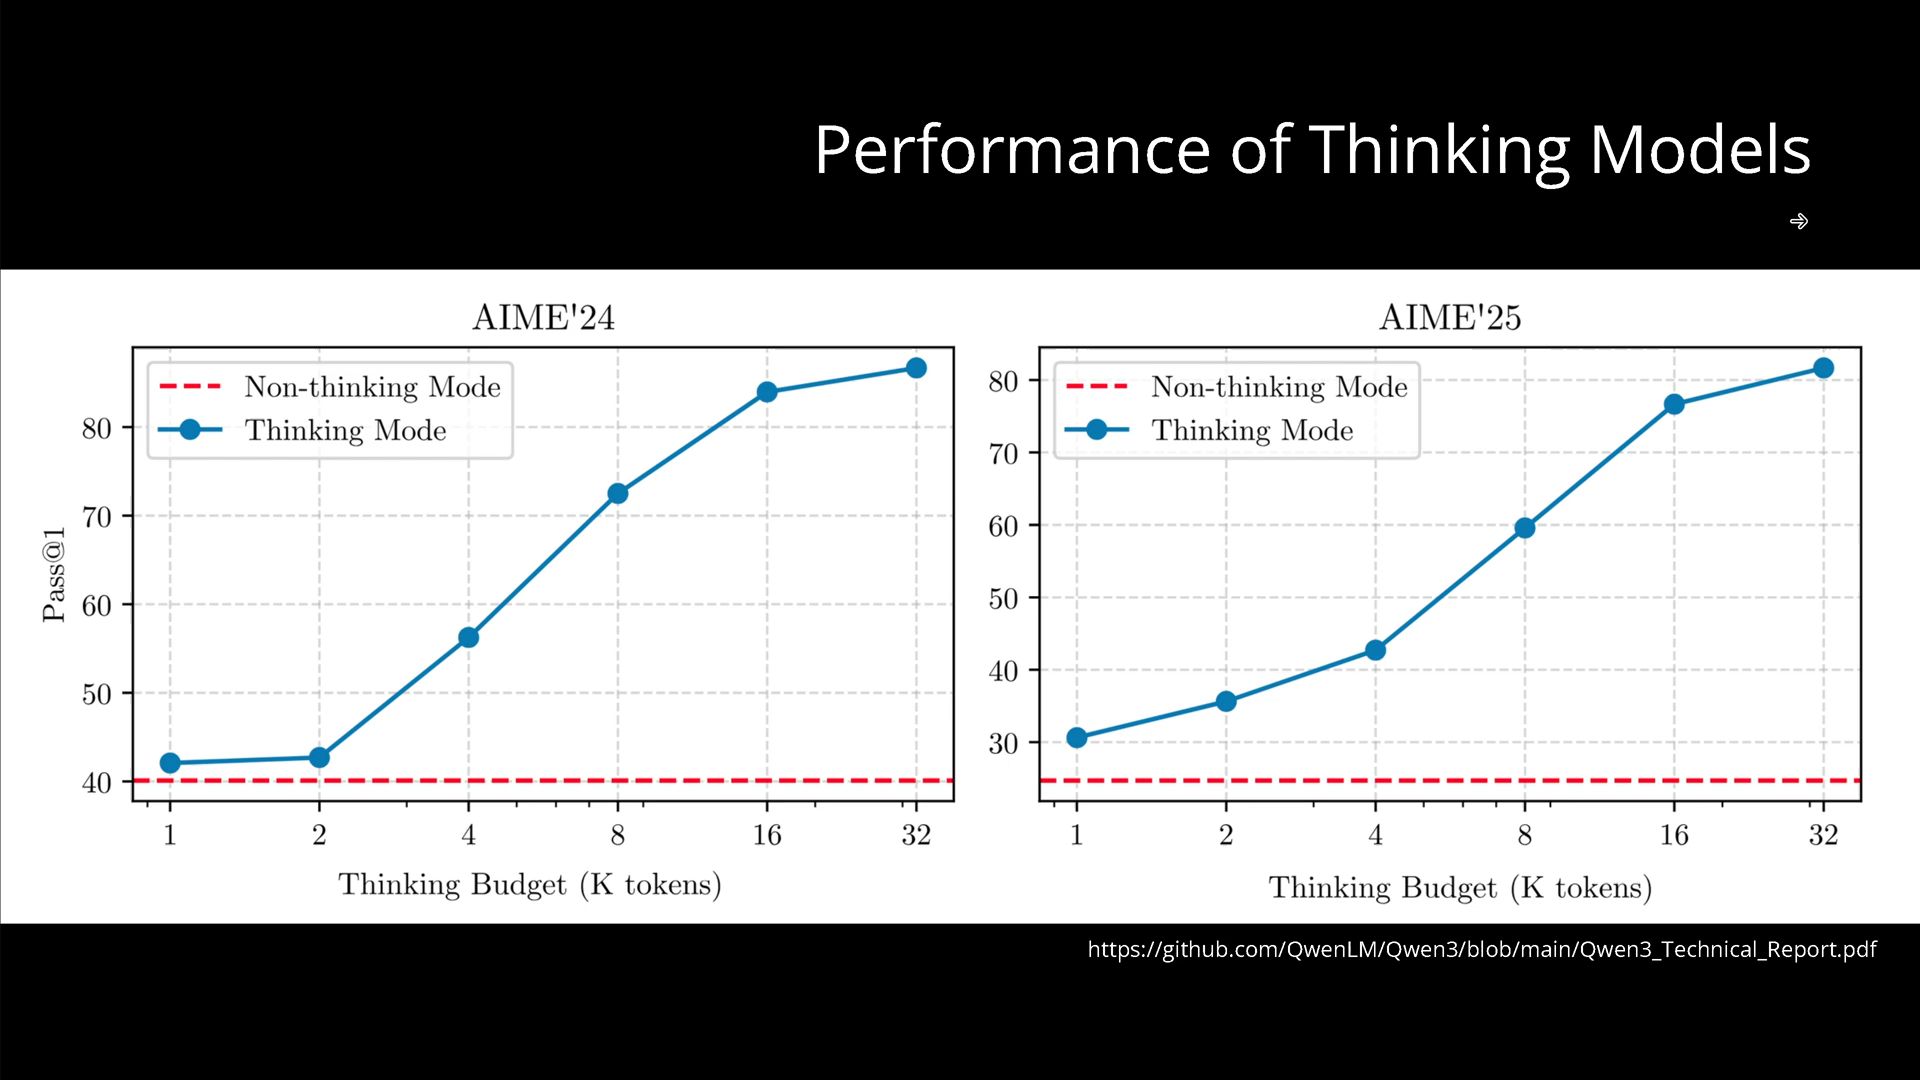 Performance of Thinking Models
⇨
AIME'24
Non-thinking Mode
Thinking Mode
80
70
60
50
40
Pass@1
1 2 4 8 16 32
Thinking Budget (K tokens)
AIME'25
Non-thinking Mode
Thinking Mode
80
70
60
50
40
30
1 2 4 8 16 32
Thinking Budget (K tokens)
https://github.com/QwenLM/Qwen3/blob/main/Qwen3_Technical_Report.pdf